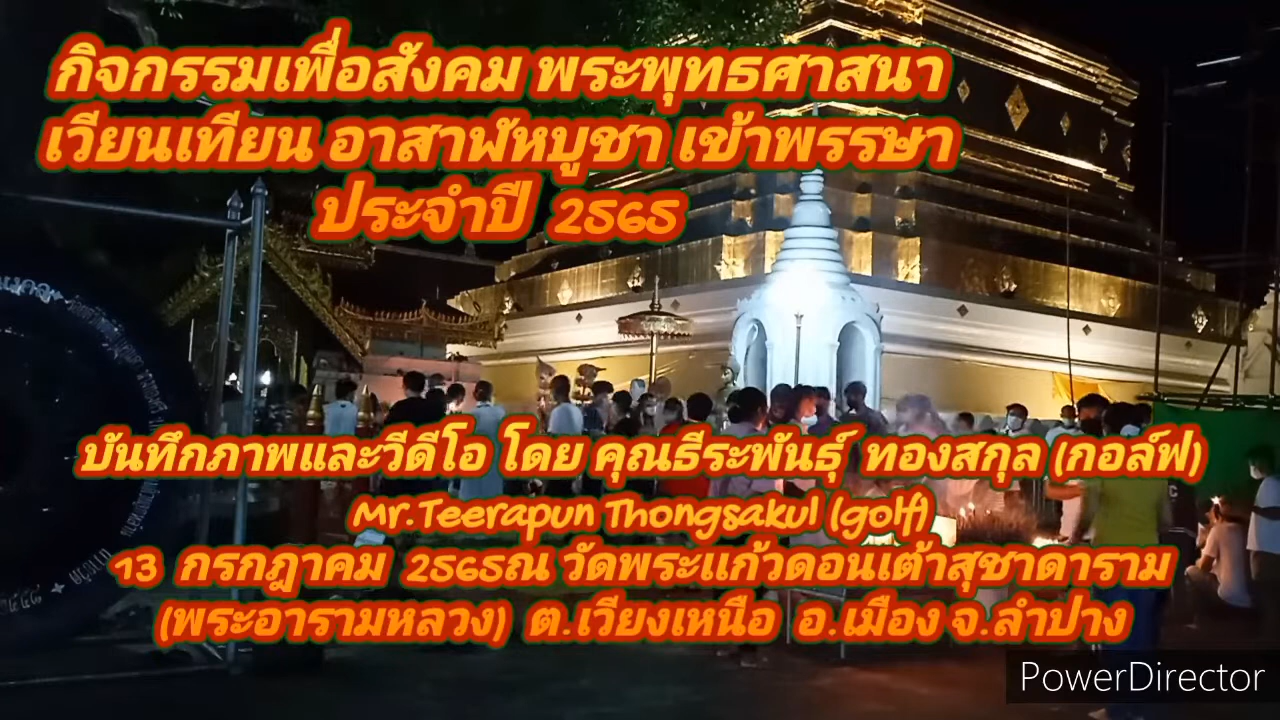 กิจกรรมเพื่อสังคม พระพุทธศาสนา
เวียนเทียน อาสาฬหบูชา เข้าพรรษา
ประจำปี 2565
บันทึกภาพและวีดีโอ โดย คุณธีระพันธุ์ ทองสกุล (กอล์ฟ)
Mr.Teerapun Thongsakul (golf)
13 กรกฎาคม 2565ณ วัดพระแก้วดอนเต้าสุชาดาราม
(พระอารามหลวง) ต.เวียงเหนือ อ.เมือง จ.ลำปาง
PowerDirector